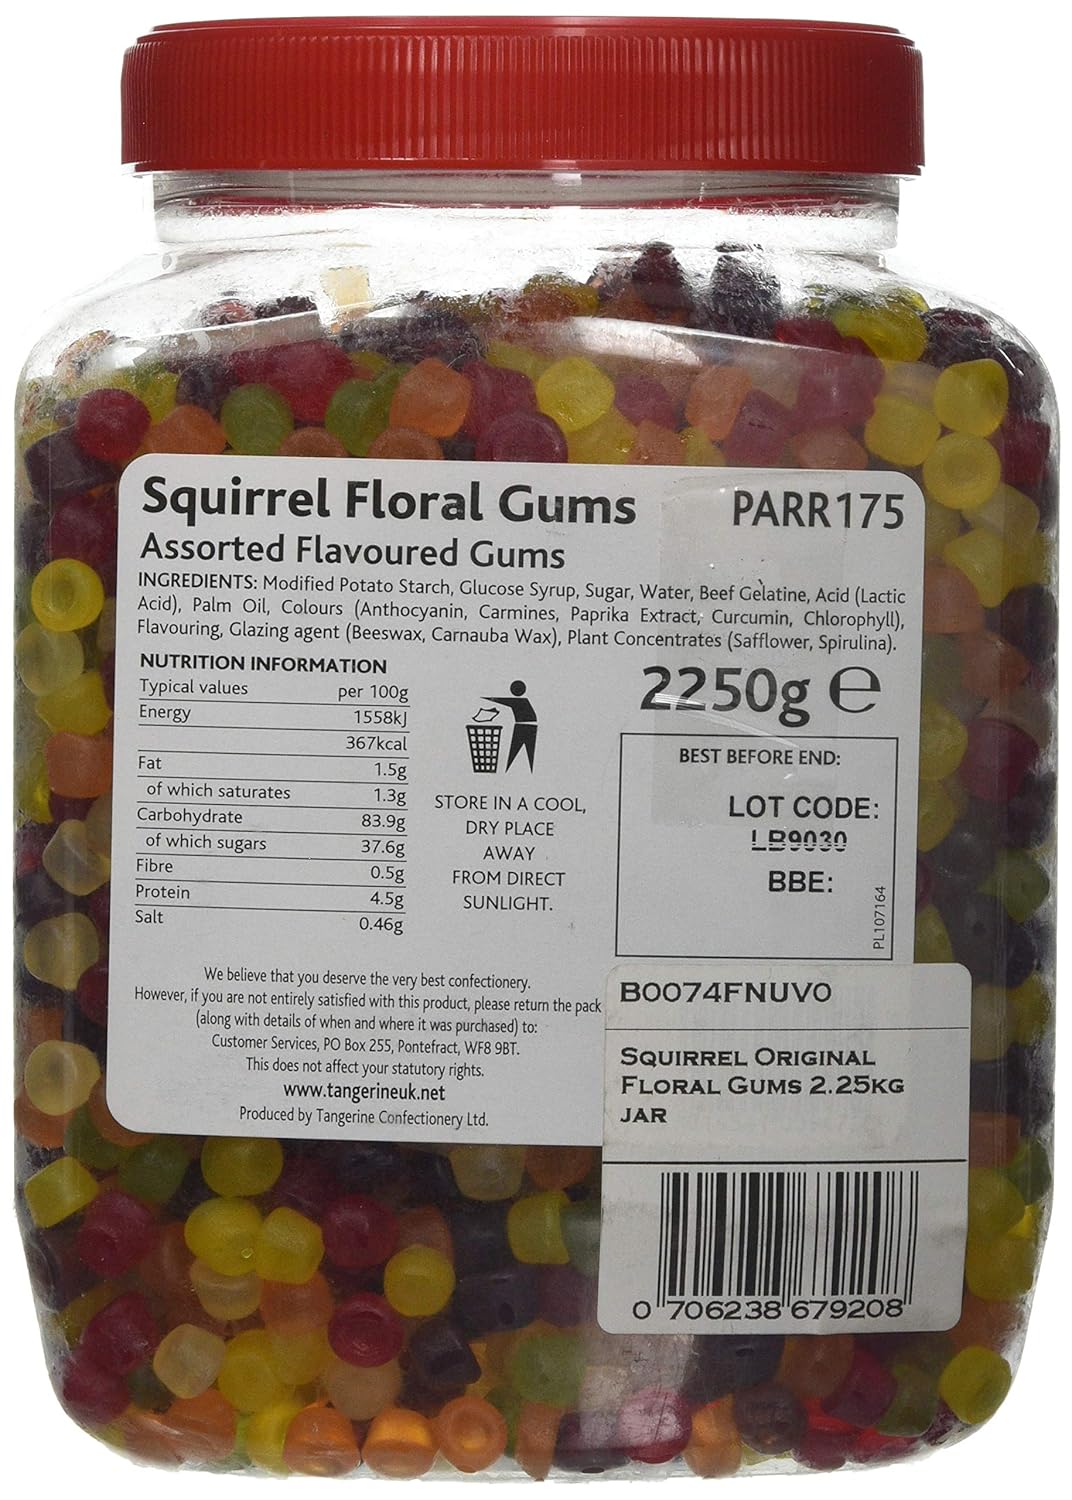 Squirrel Floral Gums PARR175
Assorted Flavoured Gums
INGREDIENTS: Modified Potato Starch, Glucose Syrup, Sugar, Water, Beef Gelatine, Acid (Lactic
Acid), Palm Oil, Colours (Anthocyanin, Carmines, Paprika Extract, Curcumin, Chlorophyll),
Flavouring, Glazing agent (Beeswax, Carnauba Wax), Plant Concentrates (Safflower, Spirulina).
NUTRITION INFORMATION
Typical values per 100g
Energy 1558kJ
367kcal
Fat 1.5g
of which saturates 1.3g
Carbohydrate 83.9g
of which sugars 37.6g
Fibre 0.5g
Protein 4.5g
Salt 0.46g
STORE IN A COOL,
DRY PLACE
AWAY
FROM DIRECT
SUNLIGHT.
2250g ℮
BEST BEFORE END:
LOT CODE:
LB9030
BBE:
PL107164
We believe that you deserve the very best confectionery.
However, if you are not entirely satisfied with this product, please return the pack
(along with details of when and where it was purchased) to:
Customer Services, PO Box 255, Pontefract, WF8 9BT.
This does not affect your statutory rights.
www.tangerineuk.net
Produced by Tangerine Confectionery Ltd.
B0074FNUV0
SQUIRREL ORIGINAL
FLORAL GUMS 2.25KG
JAR
0 706238 679208